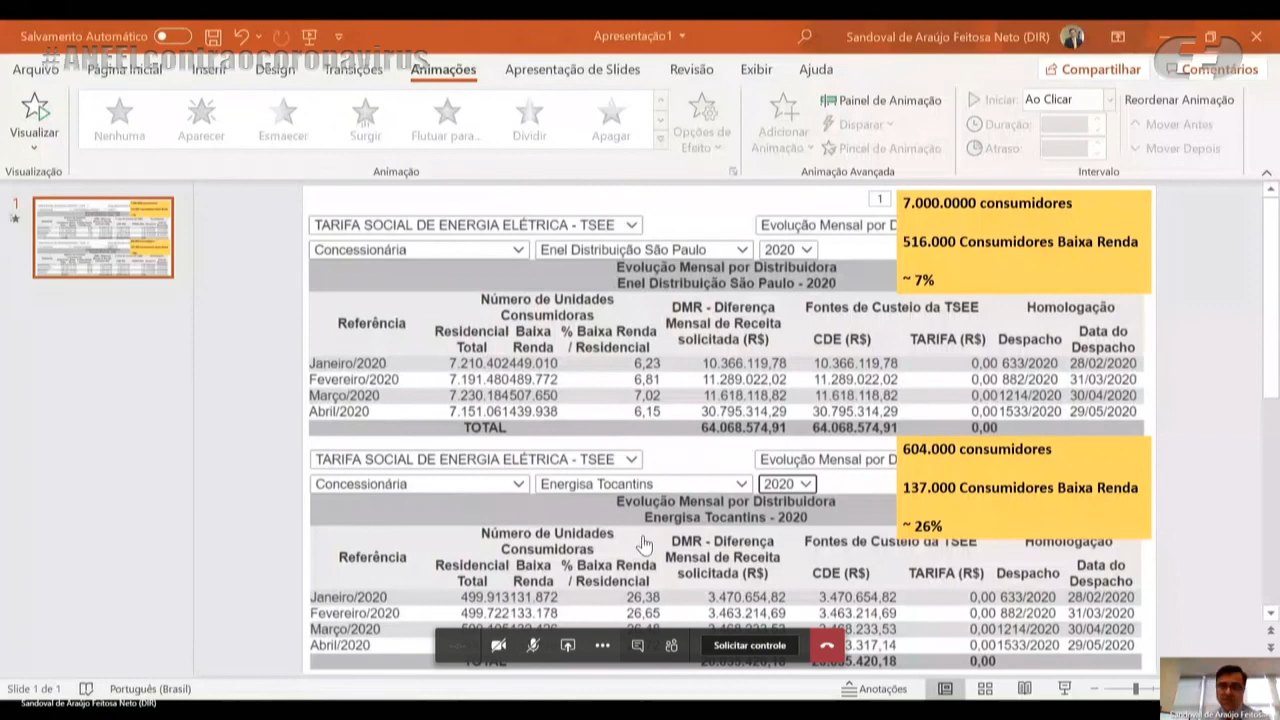 Salvamento Automático
Apresentação1
Sandoval de Araújo Feitosa Neto (DIR)
#ANEELcontraocoronavirus
Arquivo Página Inicial Inserir Design Transições Animações Apresentação de Slides Revisão Exibir Ajuda
Compartilhar
Comentários
Visualizar
Nenhuma Aparecer Esmaecer Surgir Flutuar para... Dividir Apagar
Opções de Efeito
Adicionar Animação
Painel de Animação
Disparar
Pincel de Animação
Iniciar: Ao Clicar
Duração:
Atraso:
Reordenar Animação
Mover Antes
Mover Depois
Visualização
Animação
Animação Avançada
Intervalo
1
1
7.000.0000 consumidores
516.000 Consumidores Baixa Renda
~ 7%
TARIFA SOCIAL DE ENERGIA ELÉTRICA - TSEE
Evolução Mensal por D
Concessionária Enel Distribuição São Paulo 2020
Evolução Mensal por Distribuidora
Enel Distribuição São Paulo - 2020
Referência
Número de Unidades
Consumidoras
Residencial Baixa % Baixa Renda
Total Renda / Residencial
DMR - Diferença
Mensal de Receita
solicitada (R$)
Fontes de Custeio da TSEE
CDE (R$) TARIFA (R$)
Homologação
Despacho Data do
Despacho
Janeiro/2020 7.210.402449.010 6,23 10.366.119,78 10.366.119,78 0,00 633/2020 28/02/2020
Fevereiro/2020 7.191.480489.772 6,81 11.289.022,02 11.289.022,02 0,00 882/2020 31/03/2020
Março/2020 7.230.184507.650 7,02 11.618.118,82 11.618.118,82 0,001214/2020 30/04/2020
Abril/2020 7.151.061439.938 6,15 30.795.314,29 30.795.314,29 0,001533/2020 29/05/2020
TOTAL 64.068.574,91 64.068.574,91 0,00
604.000 consumidores
137.000 Consumidores Baixa Renda
~ 26%
TARIFA SOCIAL DE ENERGIA ELÉTRICA - TSEE
Evolução Mensal por D
Concessionária Energisa Tocantins 2020
Evolução Mensal por Distribuidora
Energisa Tocantins - 2020
Referência
Número de Unidades
Consumidoras
Residencial Baixa % Baixa Renda
Total Renda / Residencial
DMR - Diferença
Mensal de Receita
solicitada (R$)
Fontes de Custeio da TSEE
CDE (R$) TARIFA (R$)
Homologação
Despacho Data do
Despacho
Janeiro/2020 499.913131.872 26,38 3.470.654,82 3.470.654,82 0,00 633/2020 28/02/2020
Fevereiro/2020 499.722133.178 26,65 3.463.214,69 3.463.214,69 0,00 882/2020 31/03/2020
Março/2020 0,001214/2020 30/04/2020
Abril/2020 0,001533/2020 29/05/2020
0,00
Solicitar controle
Slide 1 de 1
Português (Brasil)
Anotações
Sandoval de Araújo Feitosa Neto (DIR)
Sandoval de Araújo Feitosa